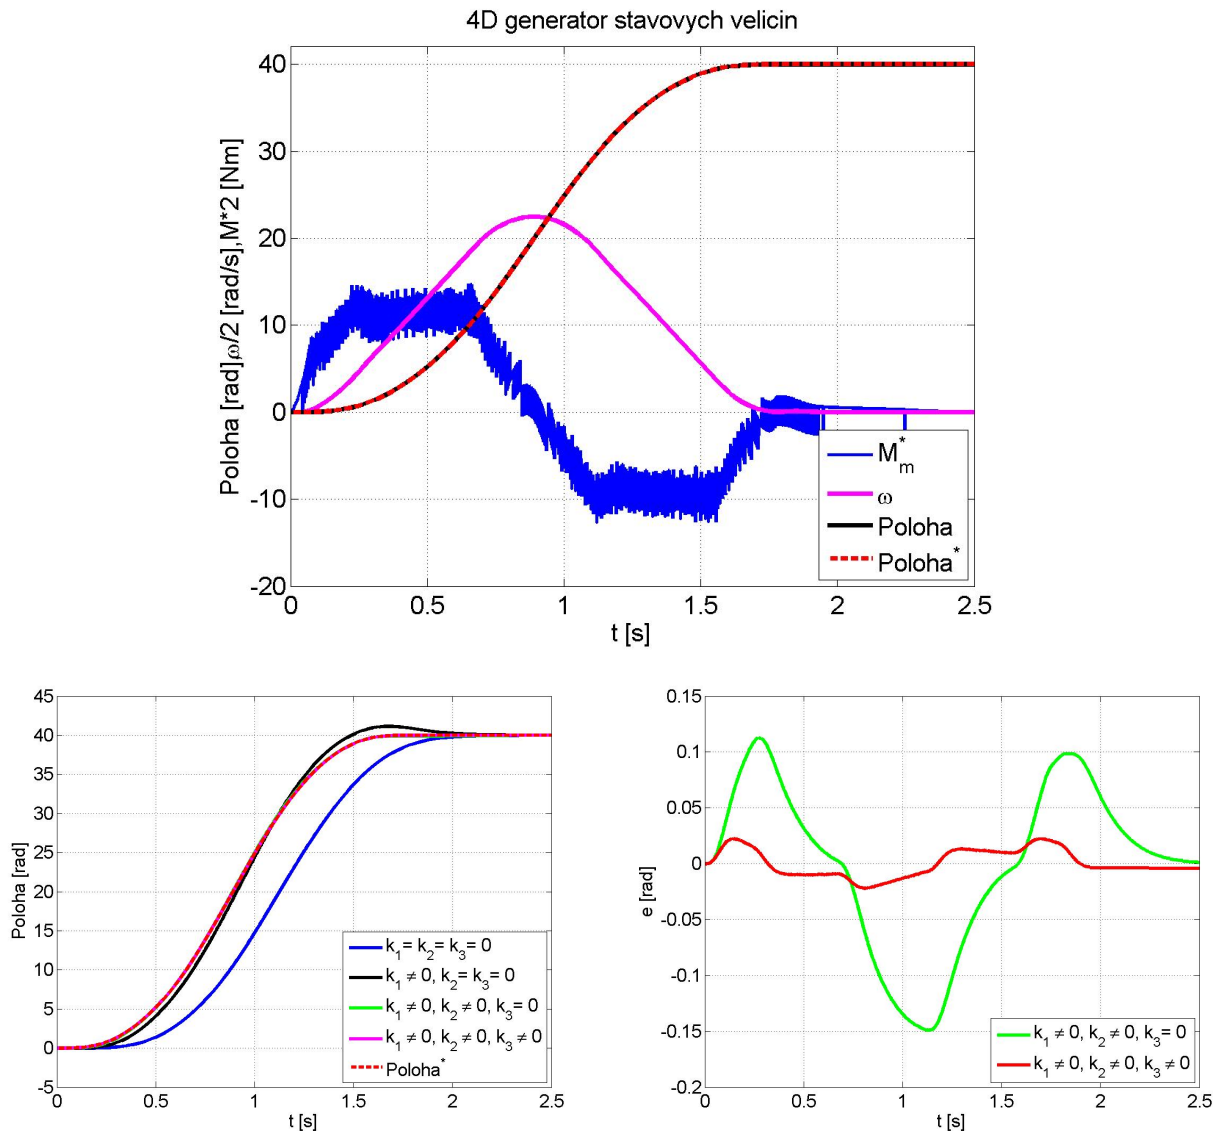 4D generator stavovych velicin
Poloha [rad]ω/2 [rad/s],M*2 [Nm]
40
30
20
10
0
-10
-20
0 0.5 1 1.5 2 2.5
t [s]
M*m
ω
Poloha
Poloha*
Poloha [rad]
45
40
35
30
25
20
15
10
5
0
-5
0 0.5 1 1.5 2 2.5
t [s]
k1= k2= k3= 0
k1 ≠ 0, k2= k3= 0
k1 ≠ 0, k2 ≠ 0, k3= 0
k1 ≠ 0, k2 ≠ 0, k3 ≠ 0
Poloha*
e [rad]
0.15
0.1
0.05
0
-0.05
-0.1
-0.15
-0.2
0 0.5 1 1.5 2 2.5
t [s]
k1 ≠ 0, k2 ≠ 0, k3= 0
k1 ≠ 0, k2 ≠ 0, k3 ≠ 0